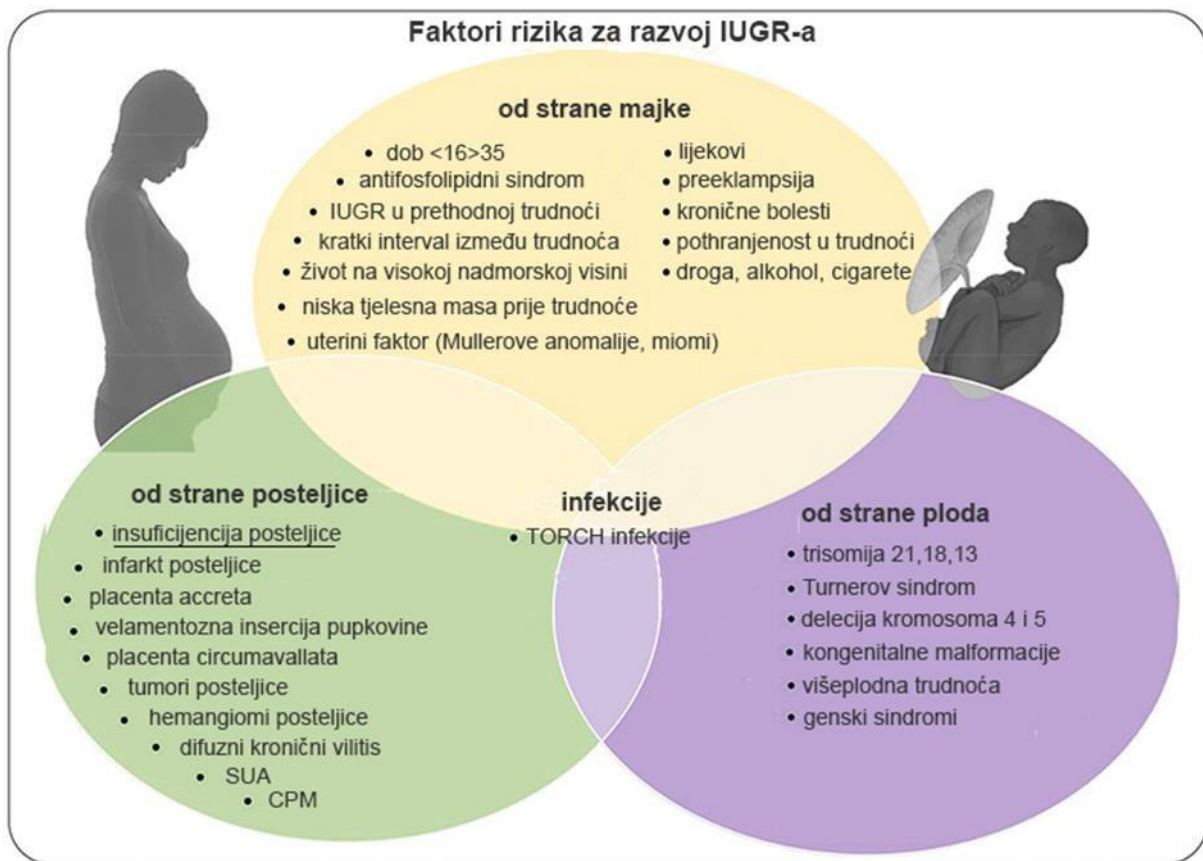 Faktori rizika za razvoj IUGR-a
od strane majke
• dob <16>35
• antifosfolipidni sindrom
• IUGR u prethodnoj trudnoći
• kratki interval između trudnoća
• život na visokoj nadmorskoj visini
• niska tjelesna masa prije trudnoće
• uterini faktor (Mullerove anomalije, miomi)
• lijekovi
• preeklampsija
• kronične bolesti
• pothranjenost u trudnoći
• droga, alkohol, cigarete
od strane posteljice
• insuficijencija posteljice
• infarkt posteljice
• placenta accreta
• velamentozna insercija pupkovine
• placenta circumavallata
• tumori posteljice
• hemangiomi posteljice
• difuzni kronični vilitis
• SUA
• CPM
infekcije
• TORCH infekcije
od strane ploda
• trisomija 21,18,13
• Turnerov sindrom
• delecija kromosoma 4 i 5
• kongenitalne malformacije
• višeplodna trudnoća
• genski sindromi